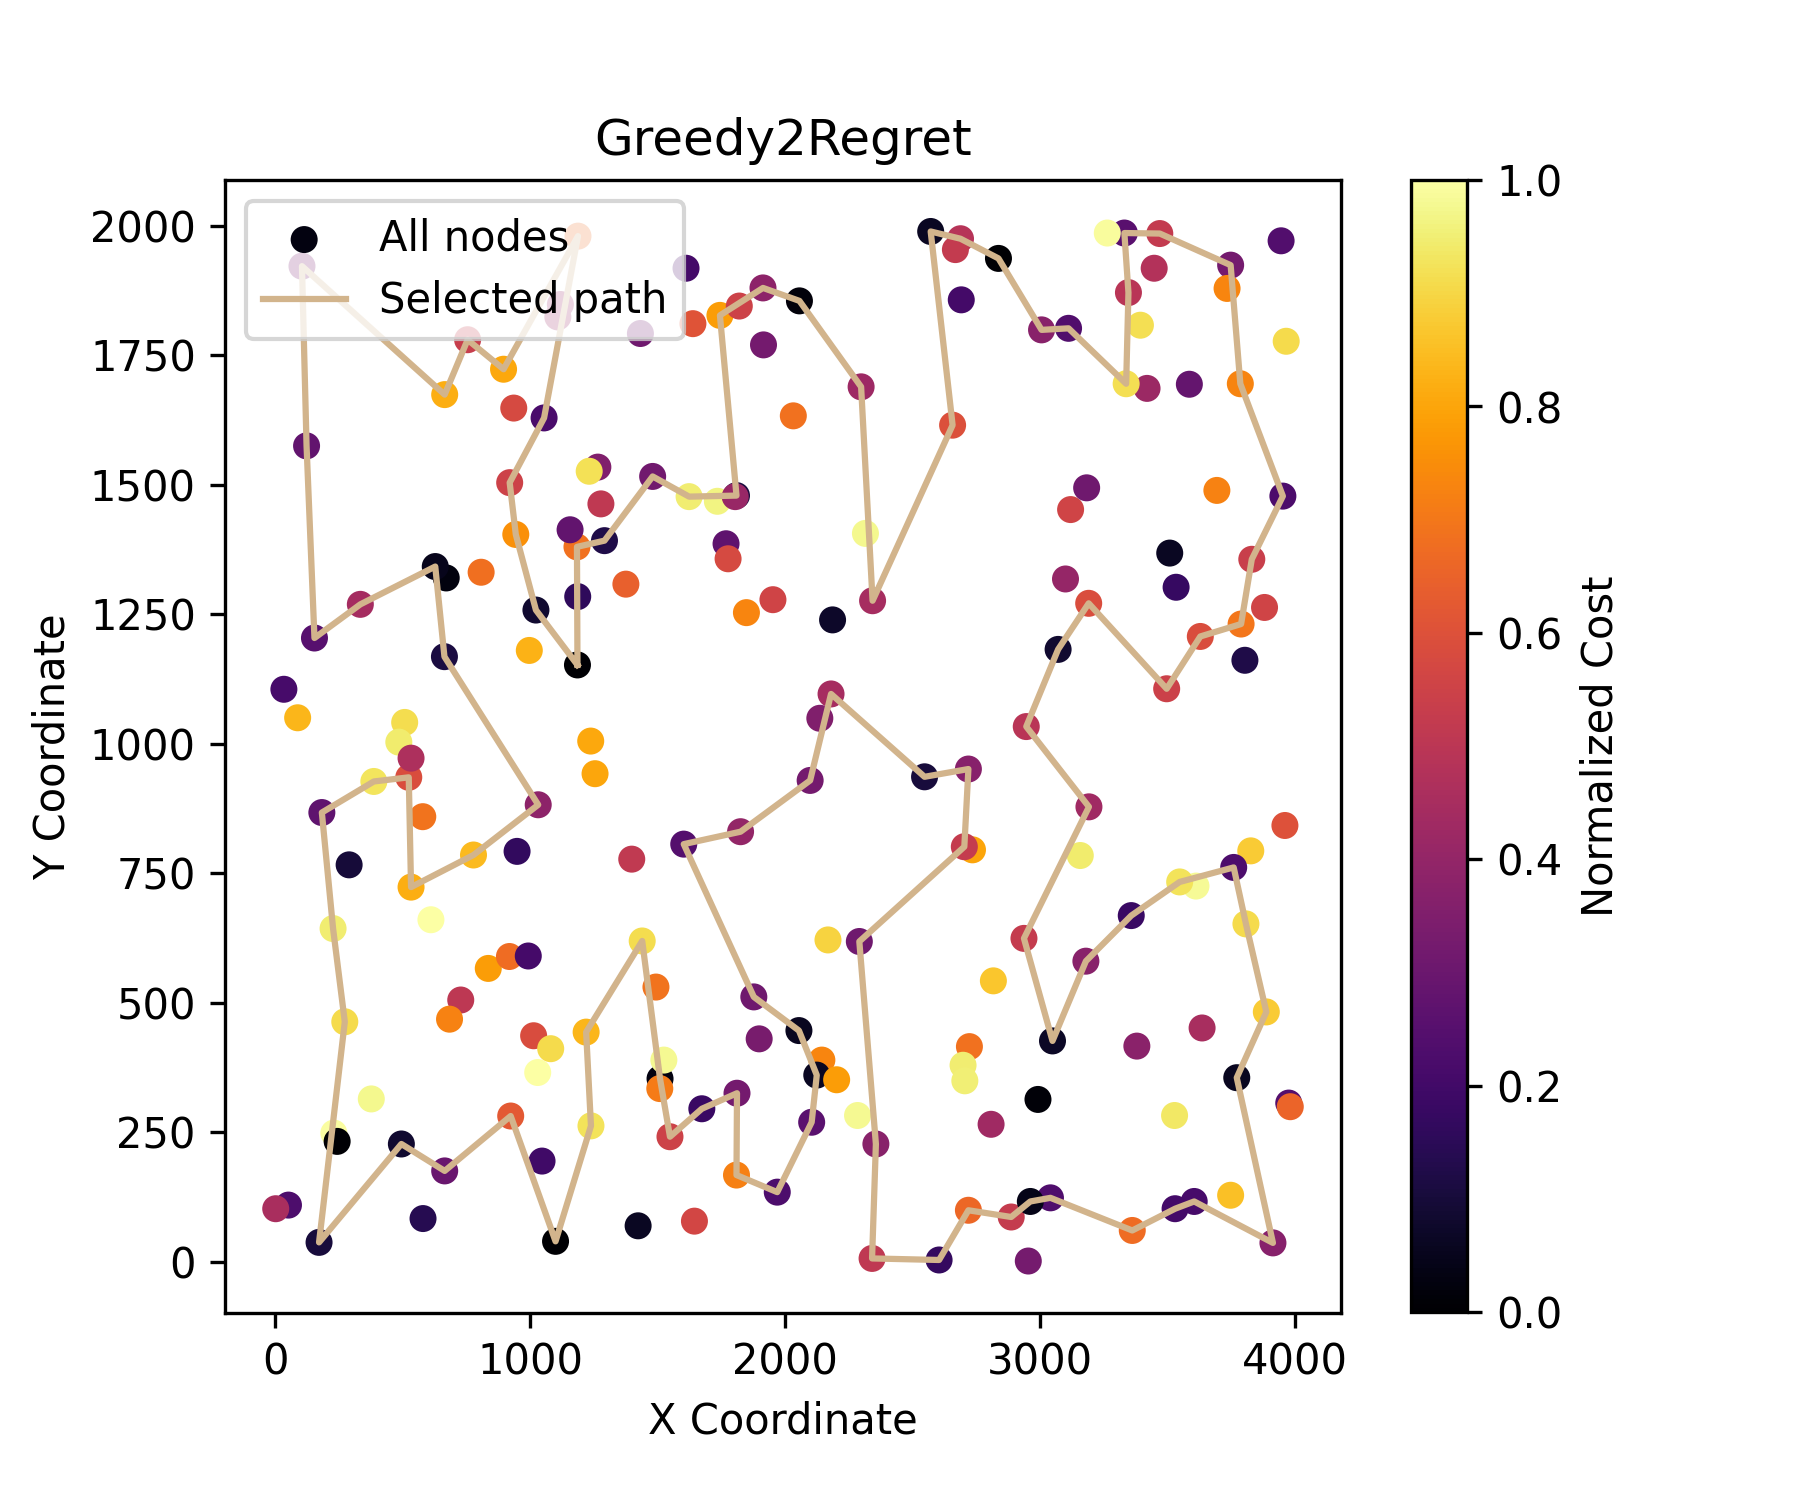 Greedy2Regret
All nodes
Selected path
2000
1750
1500
1250
1000
750
500
250
0
Y Coordinate
0 1000 2000 3000 4000
X Coordinate
1.0
0.8
0.6
0.4
0.2
0.0
Normalized Cost